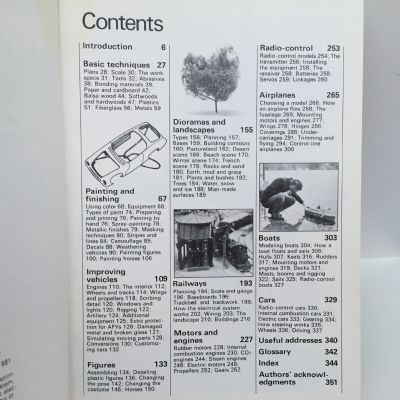 Contents
Introduction 6
Basic techniques 27
Plans 28; Scale 30; The work
space 31; Tools 32; Abrasives
38; Bonding materials 39;
Paper and cardboard 42;
Balsa wood 44; Softwoods
and hardwoods 47; Plastics
51; Fiberglass 56; Metals 59
Painting and
finishing 67
Using color 68; Equipment 68;
Types of paint 74; Preparing
and priming 76; Painting by
hand 76; Spray-painting 78;
Metallic finishes 79; Masking
techniques 80; Stripes and
lines 84; Camouflage 85;
Decals 88; Weathering
vehicles 90; Painting figures
100; Painting horses 106
Improving
vehicles 109
Engines 110; The interior 112;
Wheels and tracks 114; Wings
and propellers 118; Scribing
detail 120; Windows and
lights 120; Rigging 122;
Artillery 124; Additional
equipment 125; Extra protec-
tion for AFVs 126; Damaged
metal and broken glass 127;
Simulating moving parts 128;
Conversions 130; Customiz-
ing cars 132
Figures 133
Assembling 134; Detailing
plastic figures 136; Changing
the pose 142; Changing the
costume 146; Horses 150
Dioramas and
landscapes 155
Types 156; Planning 157;
Bases 159; Building contours
160; Pastureland 162; Desert
scene 166; Beach scene 170;
Winter scene 174; Trench
scene 178; Rocks and sand
180; Earth, mud and grass
181; Plants and bushes 182;
Trees 184; Water, snow
and ice 188; Man-made
surfaces 189
Railways 193
Planning 194; Scale and gauge
196; Baseboards 196;
Trackbed and trackwork 199;
How the electrical system
works 202; Wiring 203; The
landscape 210; Buildings 216
Motors and
engines 227
Rubber motors 228; Internal
combustion engines 230; CO2
engines 244; Steam engines
246; Electric motors 249;
Propellers 252; Gears 252
Radio-control 253
Radio-control models 254; The
transmitter 256; Installing
the equipment 258; The
receiver 258; Batteries 258;
Servos 259; Linkages 260
Airplanes 265
Choosing a model 266; How
an airplane flies 268; The
fuselage 269; Mounting
motors and engines 277;
Wings 278; Hinges 286;
Coverings 288; Under-
carriages 291; Trimming and
flying 294; Control-line
airplanes 300
Boats 303
Modeling boats 304; How a
boat floats and sails 306;
Hulls 307; Keels 316; Rudders
317; Mounting motors and
engines 319; Decks 321;
Masts, booms and rigging
322; Sails 325; Radio-control
boats 327
Cars 329
Radio-control cars 330;
Internal combustion cars 331;
Electric cars 333; Gearing 334;
How steering works 335;
Wheels 336; Driving 337
Useful addresses 340
Glossary 342
Index 344
Authors' acknowl-
edgments 351
981